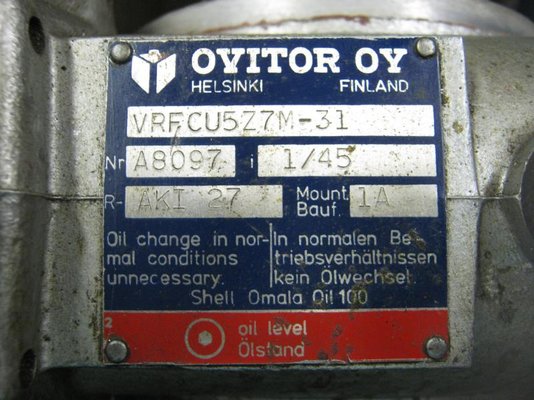 OVITOR OY
HELSINKI FINLAND
VRFCU5Z7M-31
Nr A8097 i 1/45
R- AKI 27 Mount. Bauf. 1A
Oil change in nor-
mal conditions
unnecessary.
In normalen Be-
triebsverhältnissen
kein Ölwechsel.
Shell Omala Oil 100
2
oil level
Ölstand